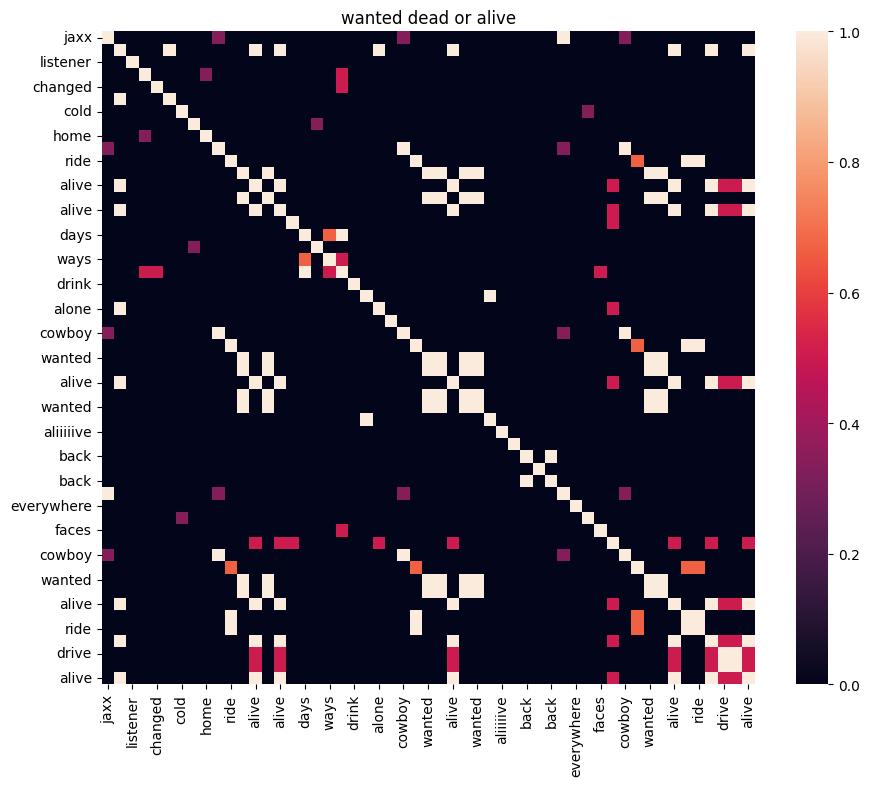 wanted dead or alive
jaxx
listener
changed
cold
home
ride
alive
alive
days
ways
drink
alone
cowboy
wanted
alive
wanted
aliiiiive
back
back
everywhere
faces
cowboy
wanted
alive
ride
drive
alive
1.0
0.8
0.6
0.4
0.2
0.0
jaxx
listener
changed
cold
home
ride
alive
alive
days
ways
drink
alone
cowboy
wanted
alive
wanted
aliiiiive
back
back
everywhere
faces
cowboy
wanted
alive
ride
drive
alive